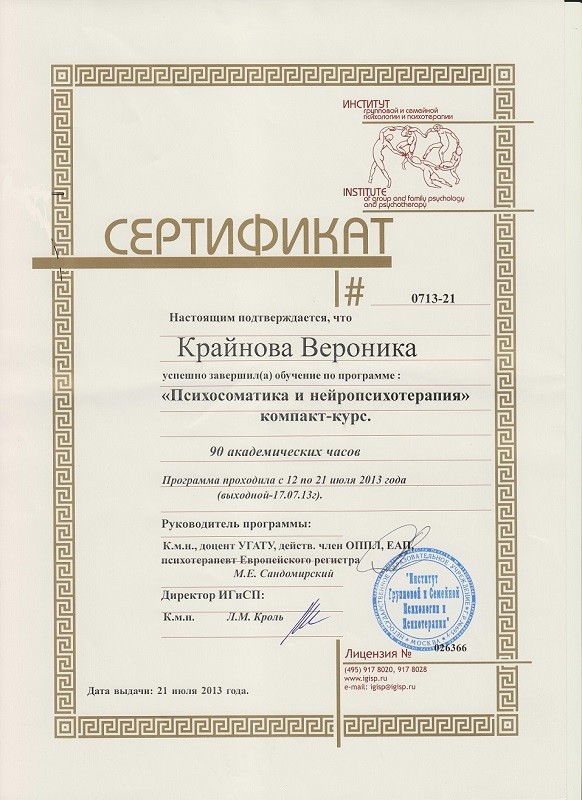 ИНСТИТУТ
групповой и семейной
психологии и психотерапии
INSTITUTE
of group and family psychology
and psychotherapy
СЕРТИФИКАТ
# 0713-21
Настоящим подтверждается, что
Крайнова Вероника
успешно завершил(а) обучение по программе :
«Психосоматика и нейропсихотерапия»
компакт-курс.
90 академических часов
Программа проходила с 12 по 21 июля 2013 года
(выходной-17.07.13г).
Руководитель программы:
К.м.н., доцент УГАТУ, действ. член ОППЛ, ЕАП,
психотерапевт Европейского регистра
М.Е. Сандомирский
Директор ИГиСП:
К.м.н. Л.М. Кроль
"Институт
Групповой и Семейной
Психологии и
Психотерапии"
МОСКВА
026366
Лицензия №
(495) 917 8020, 917 8028
www.igisp.ru
e-mail: igisp@igisp.ru
Дата выдачи: 21 июля 2013 года.